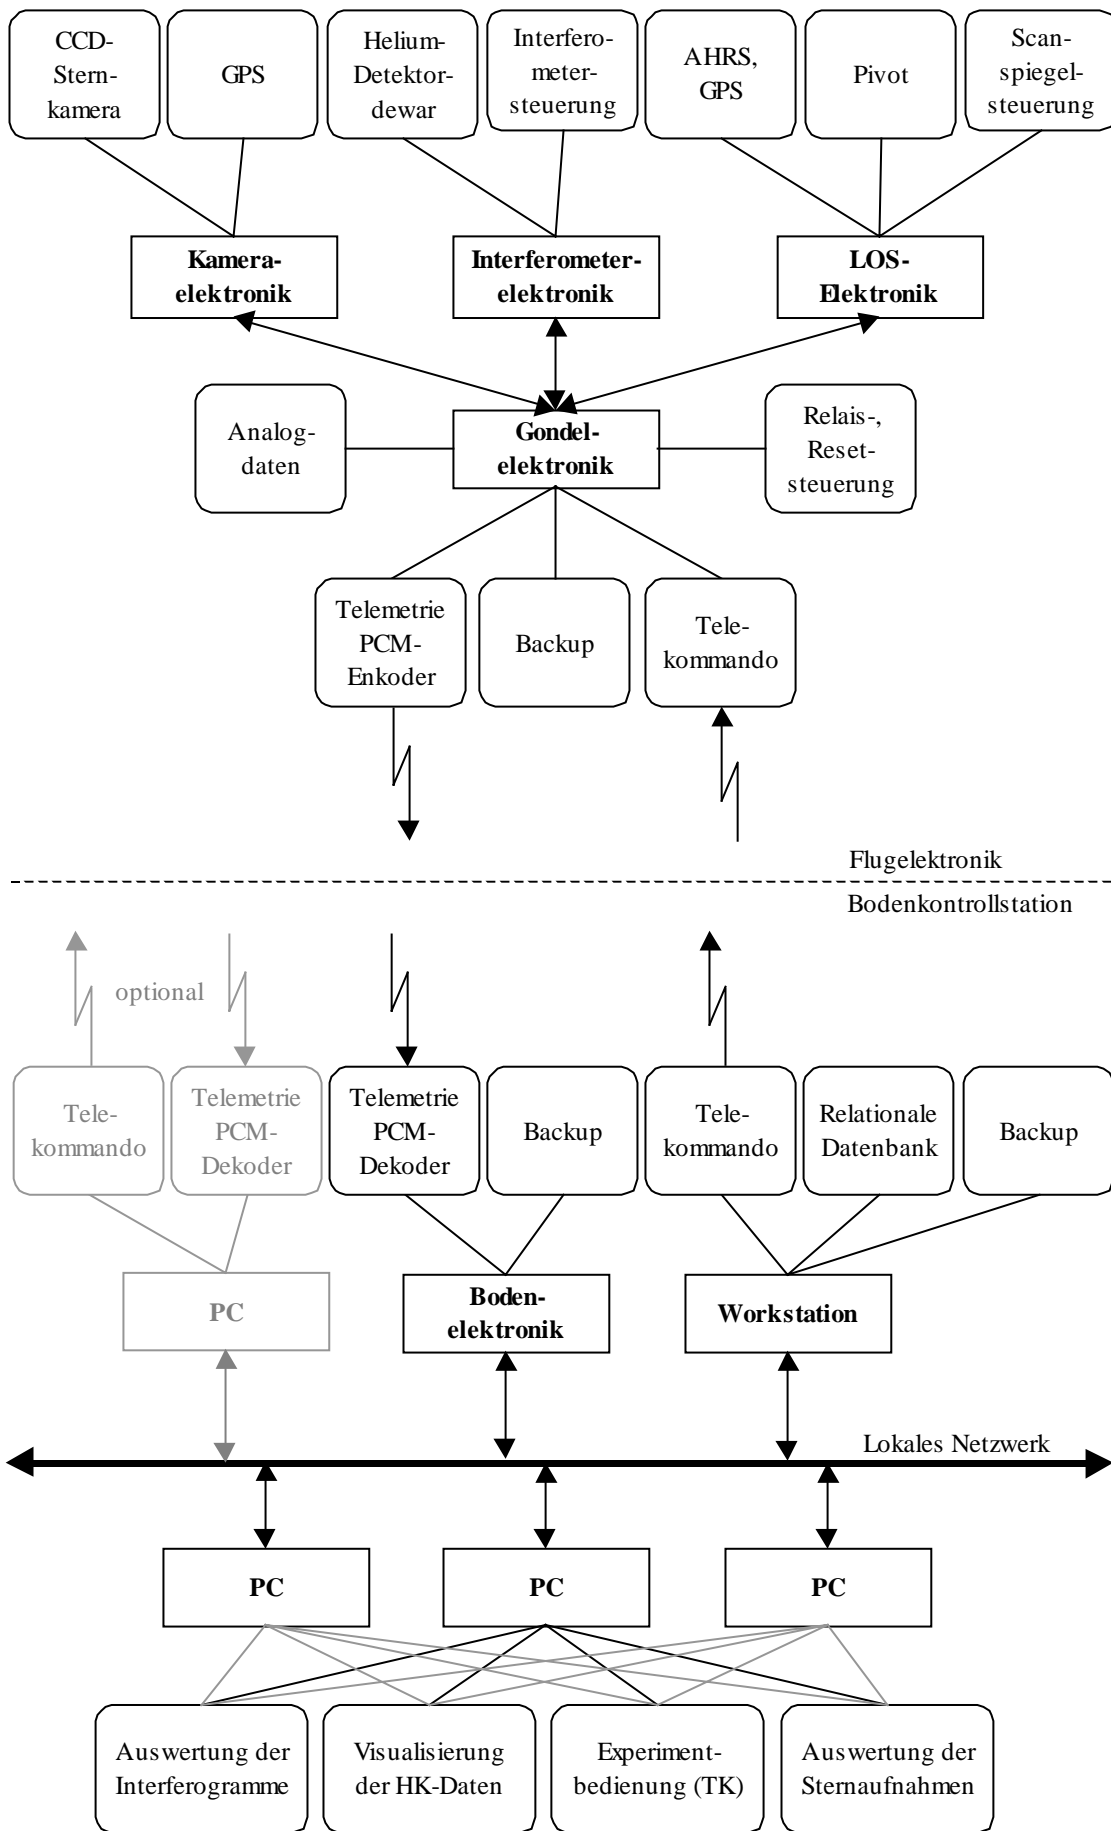 CCD-
Stern-
kamera
GPS
Helium-
Detektor-
dewar
Interfero-
meter-
steuerung
AHRS,
GPS
Pivot
Scan-
spiegel-
steuerung
Kamera-
elektronik
Interferometer-
elektronik
LOS-
Elektronik
Analog-
daten
Gondel-
elektronik
Relais-,
Reset-
steuerung
Telemetrie
PCM-
Enkoder
Backup
Tele-
kommando
Flugelektronik
Bodenkontrollstation
optional
Tele-
kommando
Telemetrie
PCM-
Dekoder
Telemetrie
PCM-
Dekoder
Backup
Tele-
kommando
Relationale
Datenbank
Backup
PC
Boden-
elektronik
Workstation
Lokales Netzwerk
PC
PC
PC
Auswertung der
Interferogramme
Visualisierung
der HK-Daten
Experiment-
bedienung (TK)
Auswertung der
Sternaufnahmen